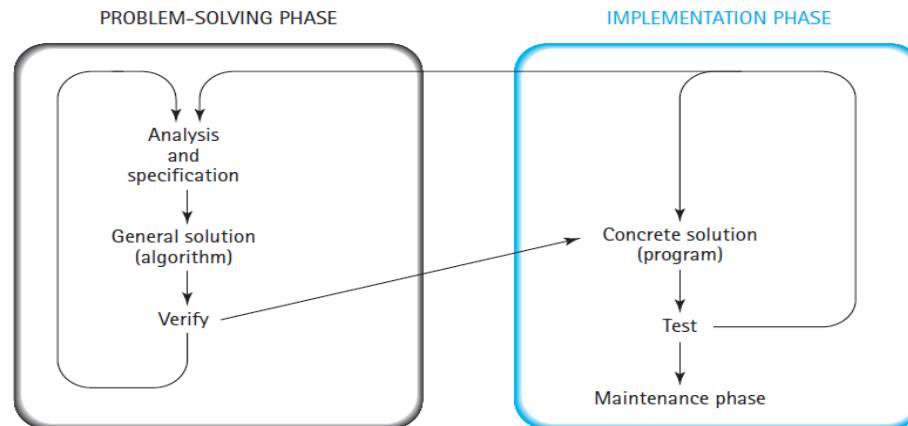 PROBLEM-SOLVING PHASE
Analysis
and
specification
General solution
(algorithm)
Verify
IMPLEMENTATION PHASE
Concrete solution
(program)
Test
Maintenance phase